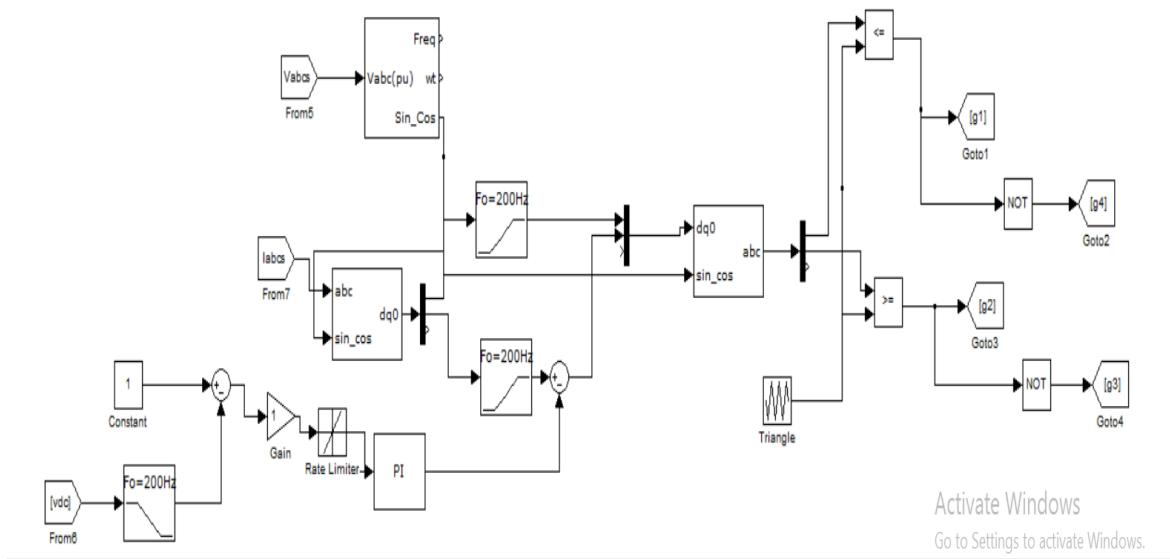 Freq
Vabcs
Vabc(pu)
wt
From5
Sin_Cos
<=
[g1]
Goto1
Fo=200Hz
NOT
[g4]
Goto2
dq0
abc
sin_cos
Iabcs
From7
abc
dq0
sin_cos
>=
[g2]
Goto3
Fo=200Hz
1
Constant
+
-
+
-
1
Gain
Rate Limiter
PI
Triangle
NOT
[g3]
Goto4
[vdc]
From6
Fo=200Hz
Activate Windows
Go to Settings to activate Windows.